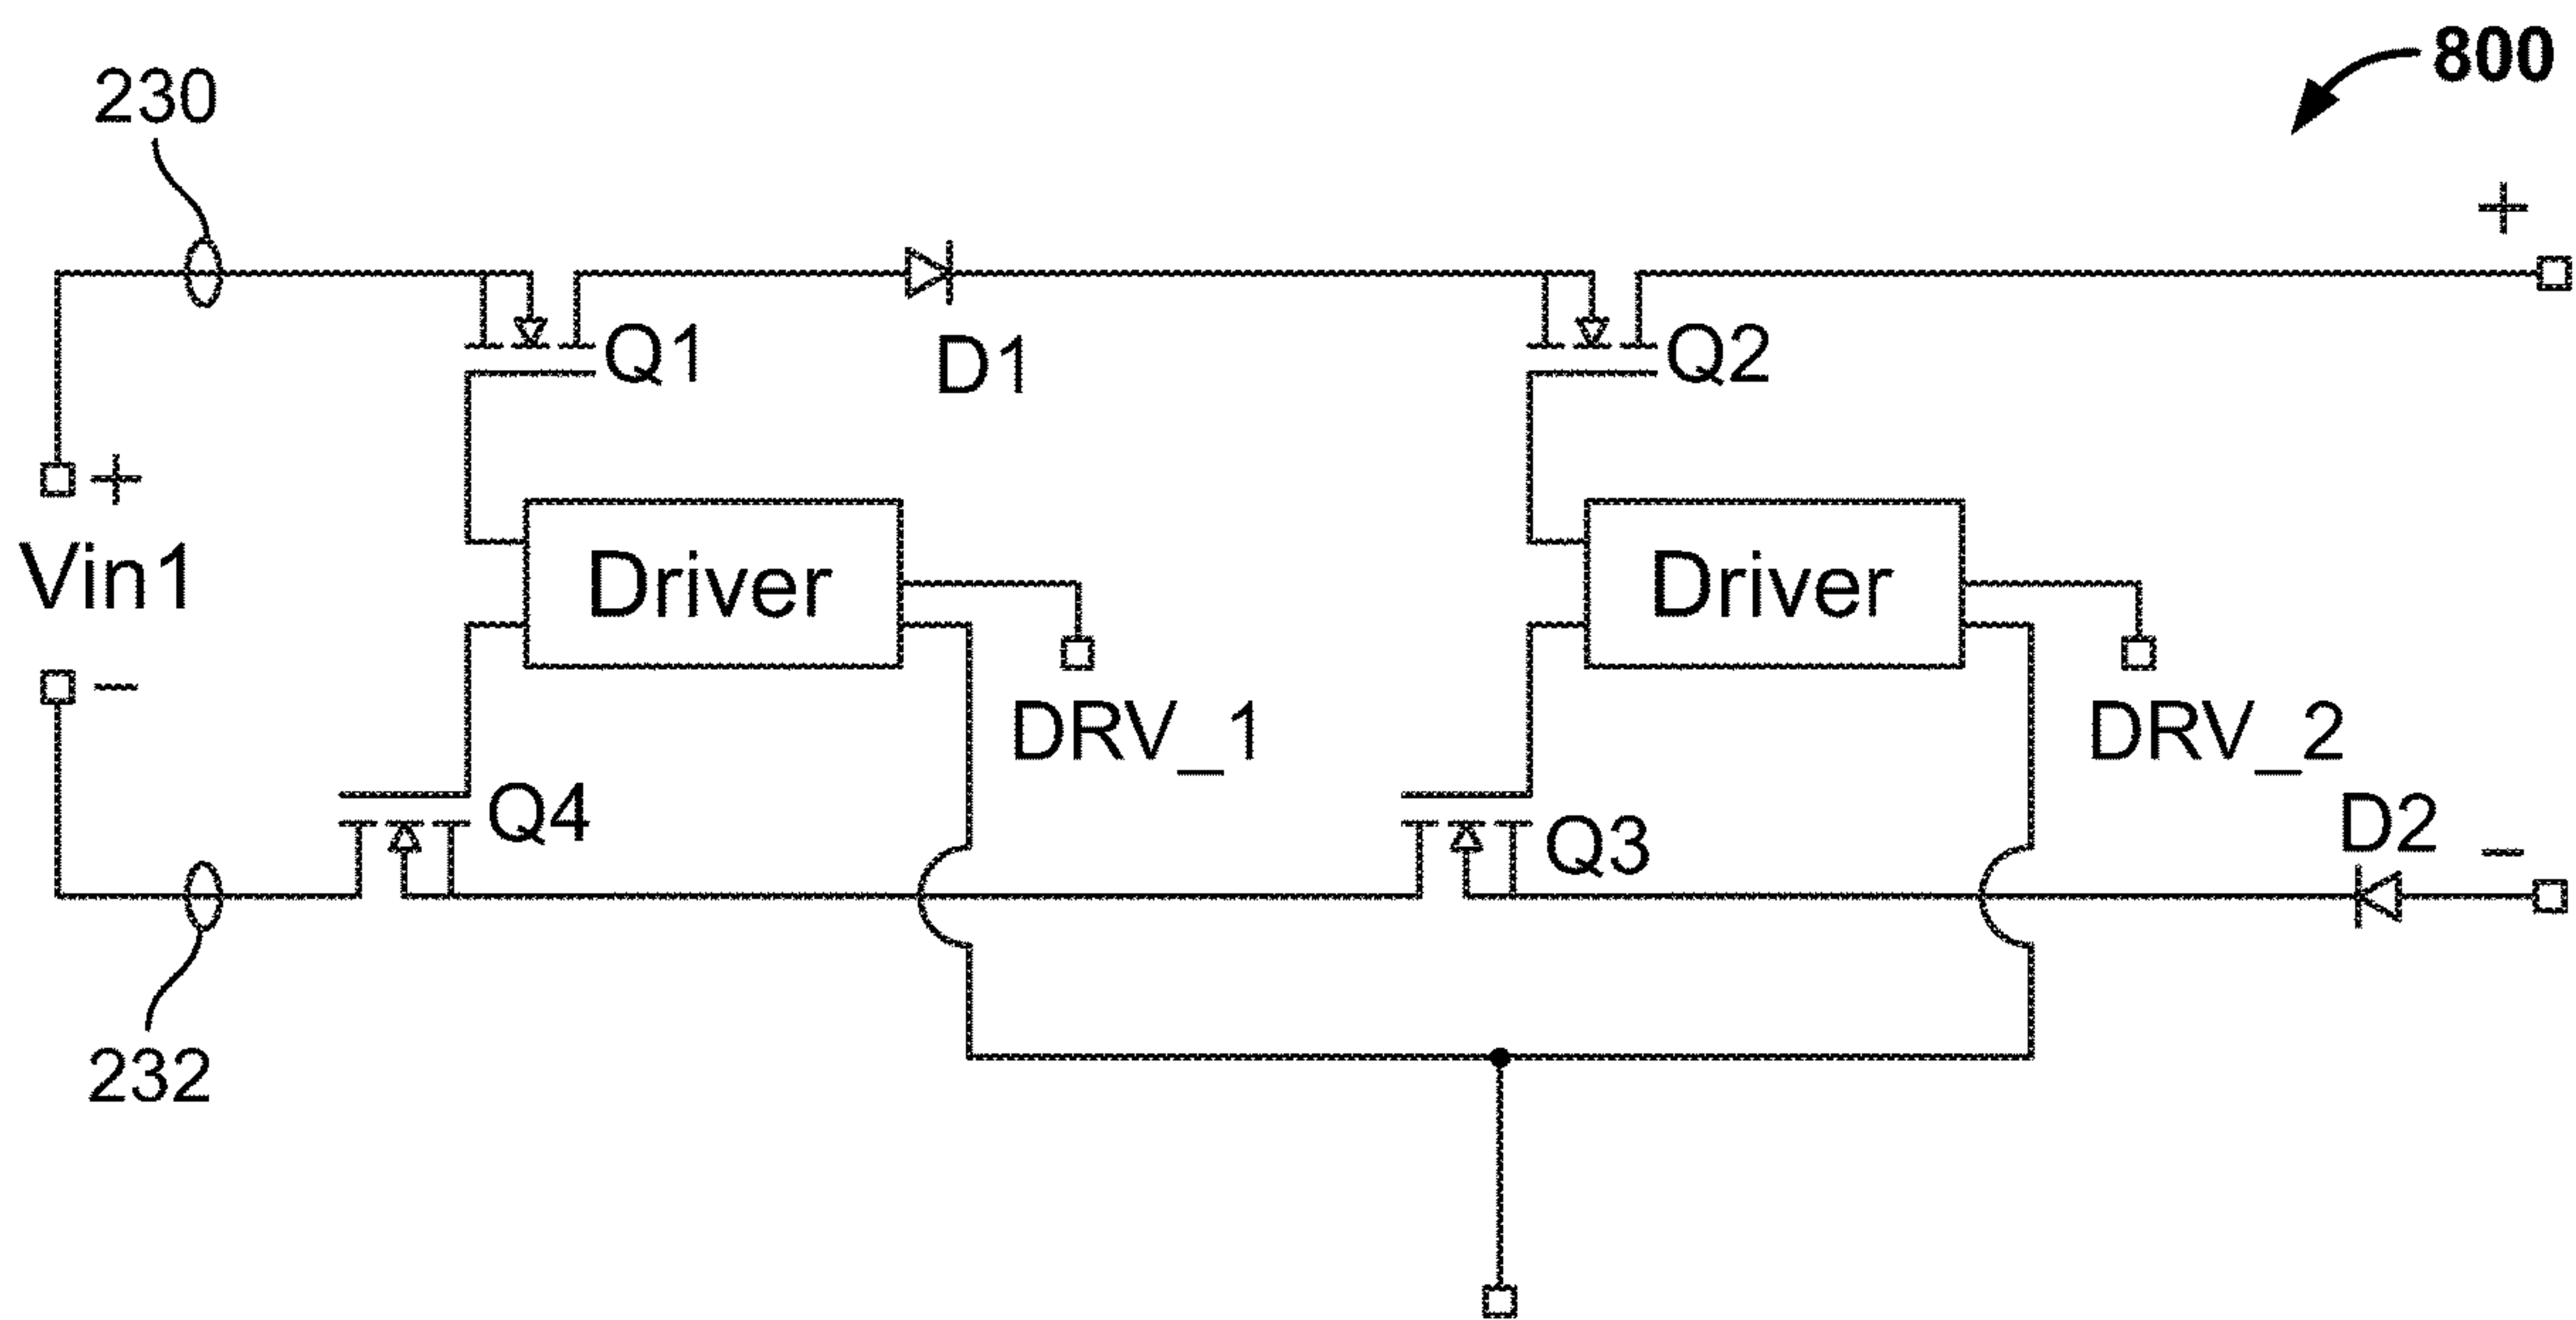 800
230
+
Q1
D1
Q2
+
Vin1
Driver
Driver
−
DRV_1
DRV_2
Q4
Q3
D2
−
232